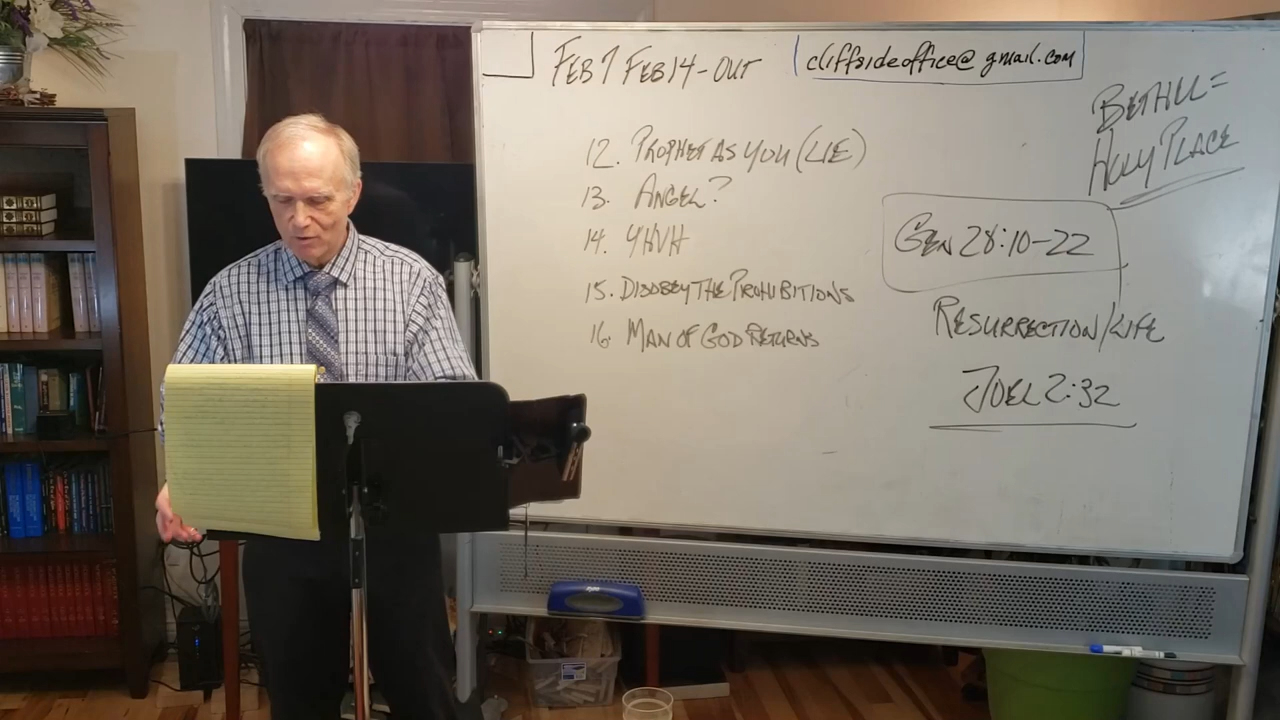 FEB 7 FEB 14-OUT
cliffsideoffice@gmail.com
BETHEL=
HOLY PLACE
12. PROPHET AS YOU (LIE)
13. ANGEL?
14. YHVH
15. DISOBEY THE PROHIBITIONS
16. MAN OF GOD RETURNS
GEN 28:10-22
RESURRECTION/LIFE
JOEL 2:32